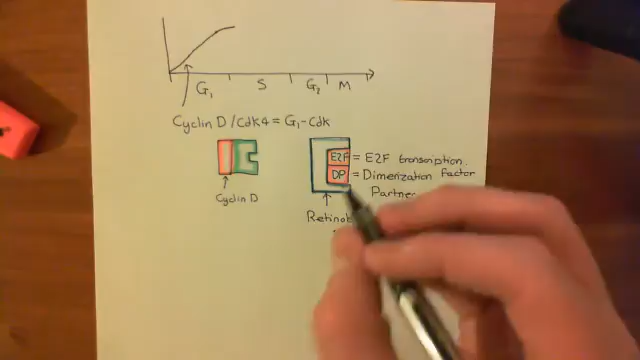 G₁ S G₂ M
Cyclin D/Cdk4 = G₁-Cdk
E2F = E2F transcription
DP = Dimerization factor
Partner
Cyclin D